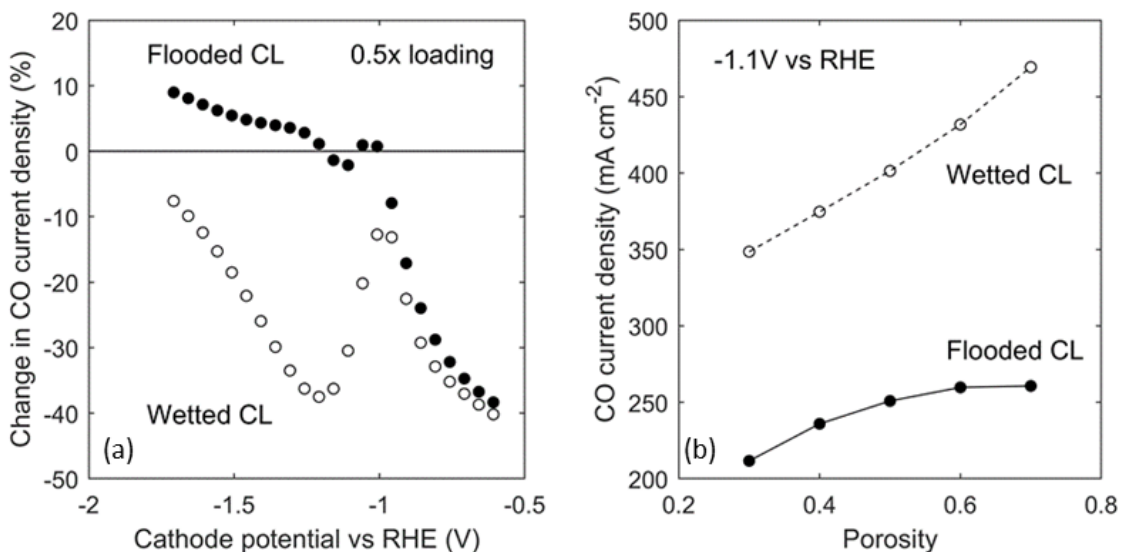 Change in CO current density (%)
20
10
0
-10
-20
-30
-40
-50
Flooded CL
0.5x loading
Wetted CL
(a)
-2
-1.5
-1
-0.5
Cathode potential vs RHE (V)
CO current density (mA cm⁻²)
500
450
400
350
300
250
200
-1.1V vs RHE
Wetted CL
Flooded CL
(b)
0.2
0.4
0.6
0.8
Porosity